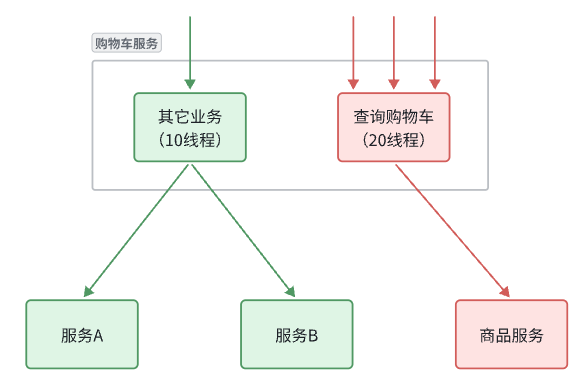 购物车服务
其它业务
（10线程）
查询购物车
（20线程）
服务A
服务B
商品服务